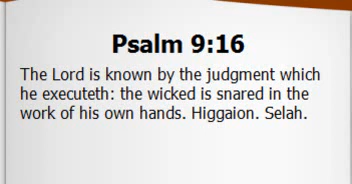 Psalm 9:16
The Lord is known by the judgment which
he executeth: the wicked is snared in the
work of his own hands. Higgaion. Selah.